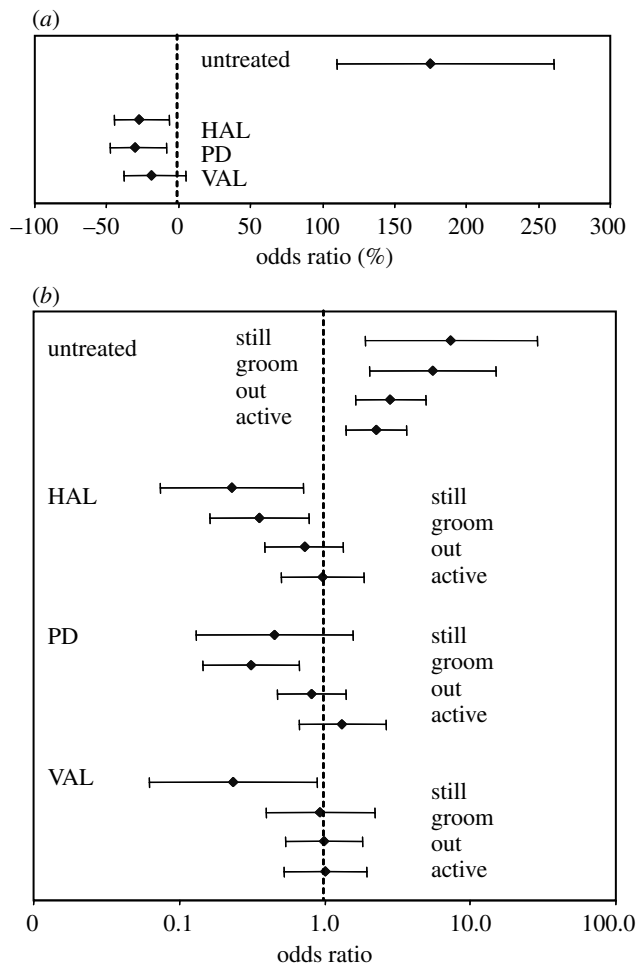 (a)
untreated
HAL
PD
VAL
–100 –50 0 50 100 150 200 250 300
odds ratio (%)
(b)
untreated still
groom
out
active
HAL still
groom
out
active
PD still
groom
out
active
VAL still
groom
out
active
0 0.1 1.0 10.0 100.0
odds ratio